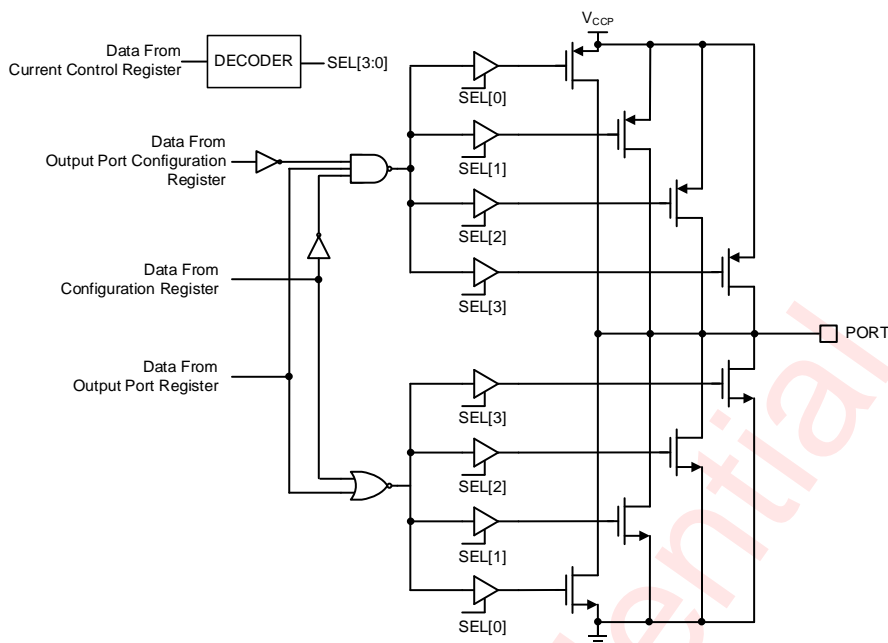 VCCP
Data From
Current Control Register
DECODER
SEL[3:0]
SEL[0]
Data From
Output Port Configuration
Register
SEL[1]
SEL[2]
Data From
Configuration Register
SEL[3]
PORT
Data From
Output Port Register
SEL[3]
SEL[2]
SEL[1]
SEL[0]
ential